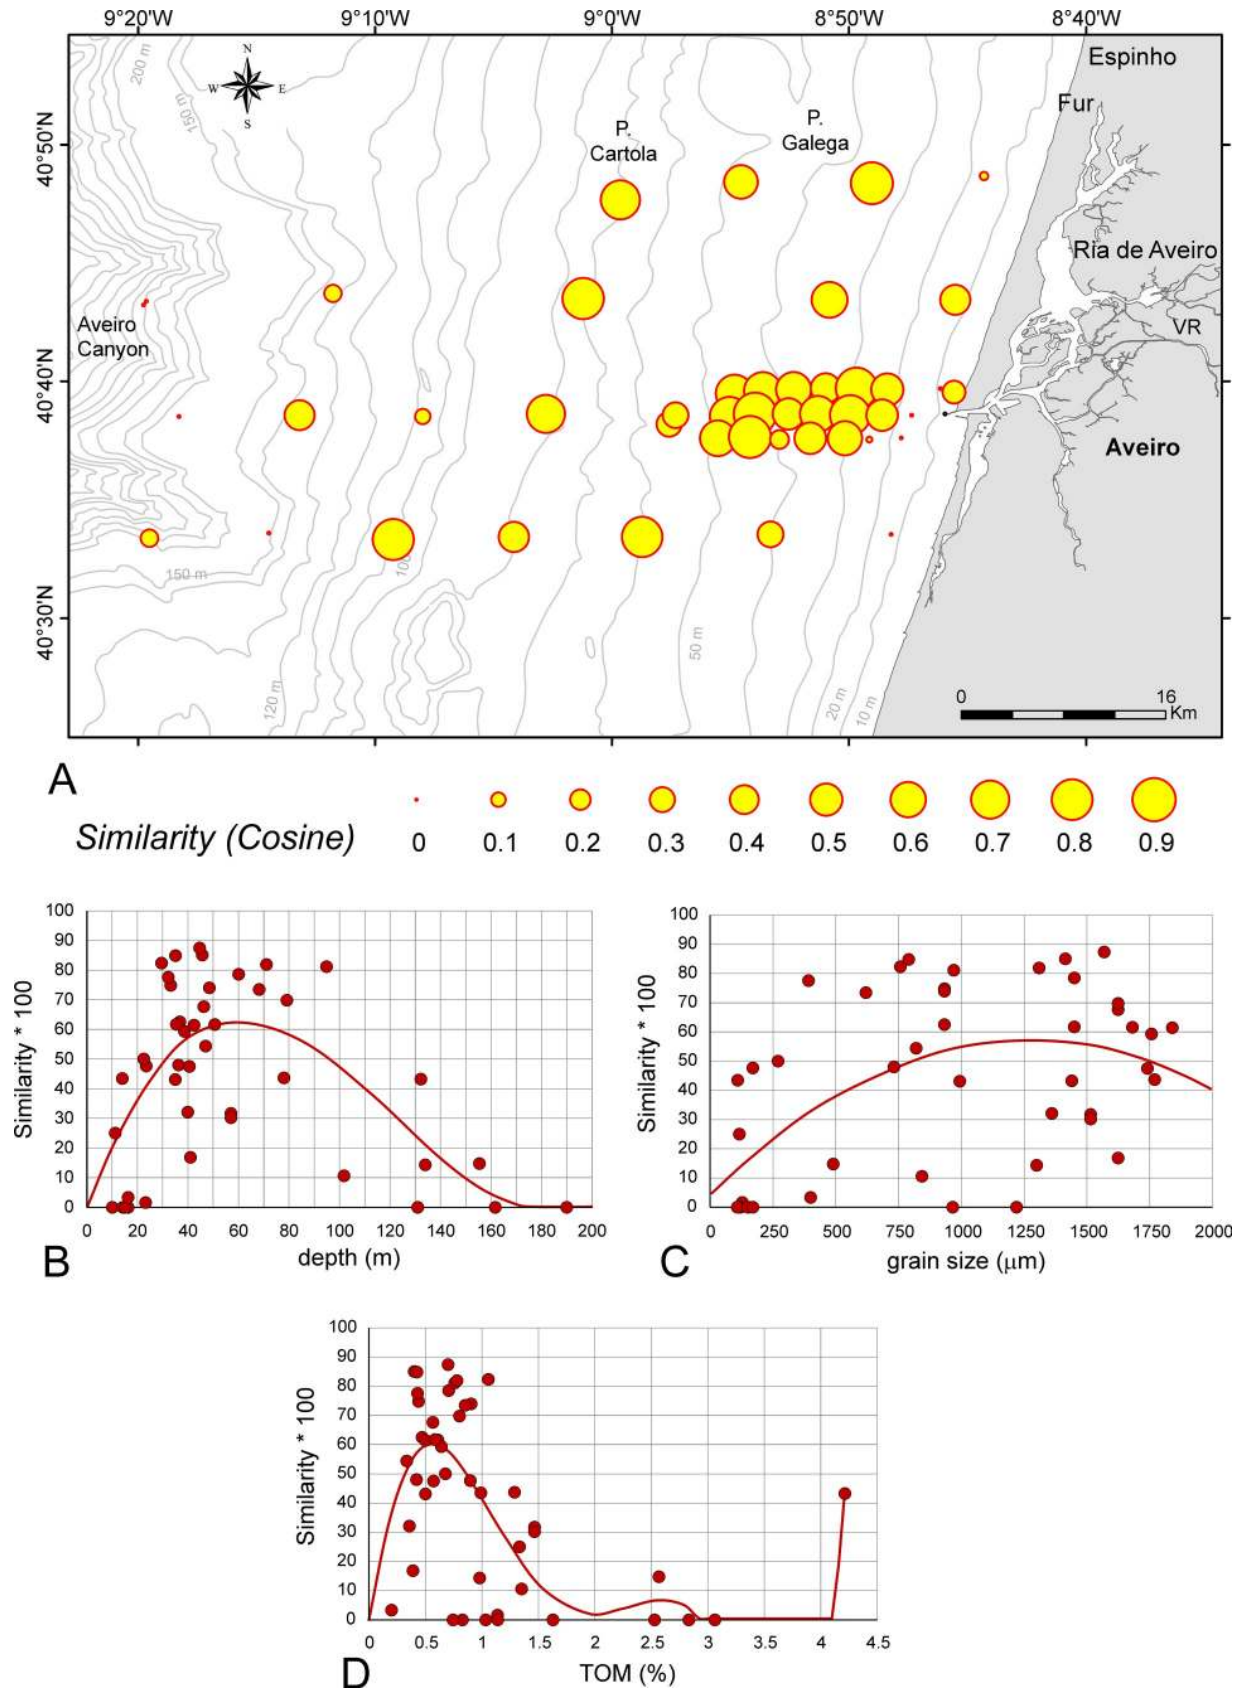 9°20'W 9°10'W 9°0'W 8°50'W 8°40'W
N
W E
S
200 m
150 m
Espinho
Fur
P.
Cartola
P.
Galega
40°50'N
Ria de Aveiro
VR
Aveiro
Canyon
40°40'N
Aveiro
150 m
100
120 m
50 m
20 m
10 m
40°30'N
0 16
Km
A
Similarity (Cosine)
0 0.1 0.2 0.3 0.4 0.5 0.6 0.7 0.8 0.9
Similarity * 100
100
90
80
70
60
50
40
30
20
10
0
0 20 40 60 80 100 120 140 160 180 200
depth (m)
B
Similarity * 100
100
90
80
70
60
50
40
30
20
10
0
0 250 500 750 1000 1250 1500 1750 2000
grain size (μm)
C
Similarity * 100
100
90
80
70
60
50
40
30
20
10
0
0 0.5 1 1.5 2 2.5 3 3.5 4 4.5
TOM (%)
D